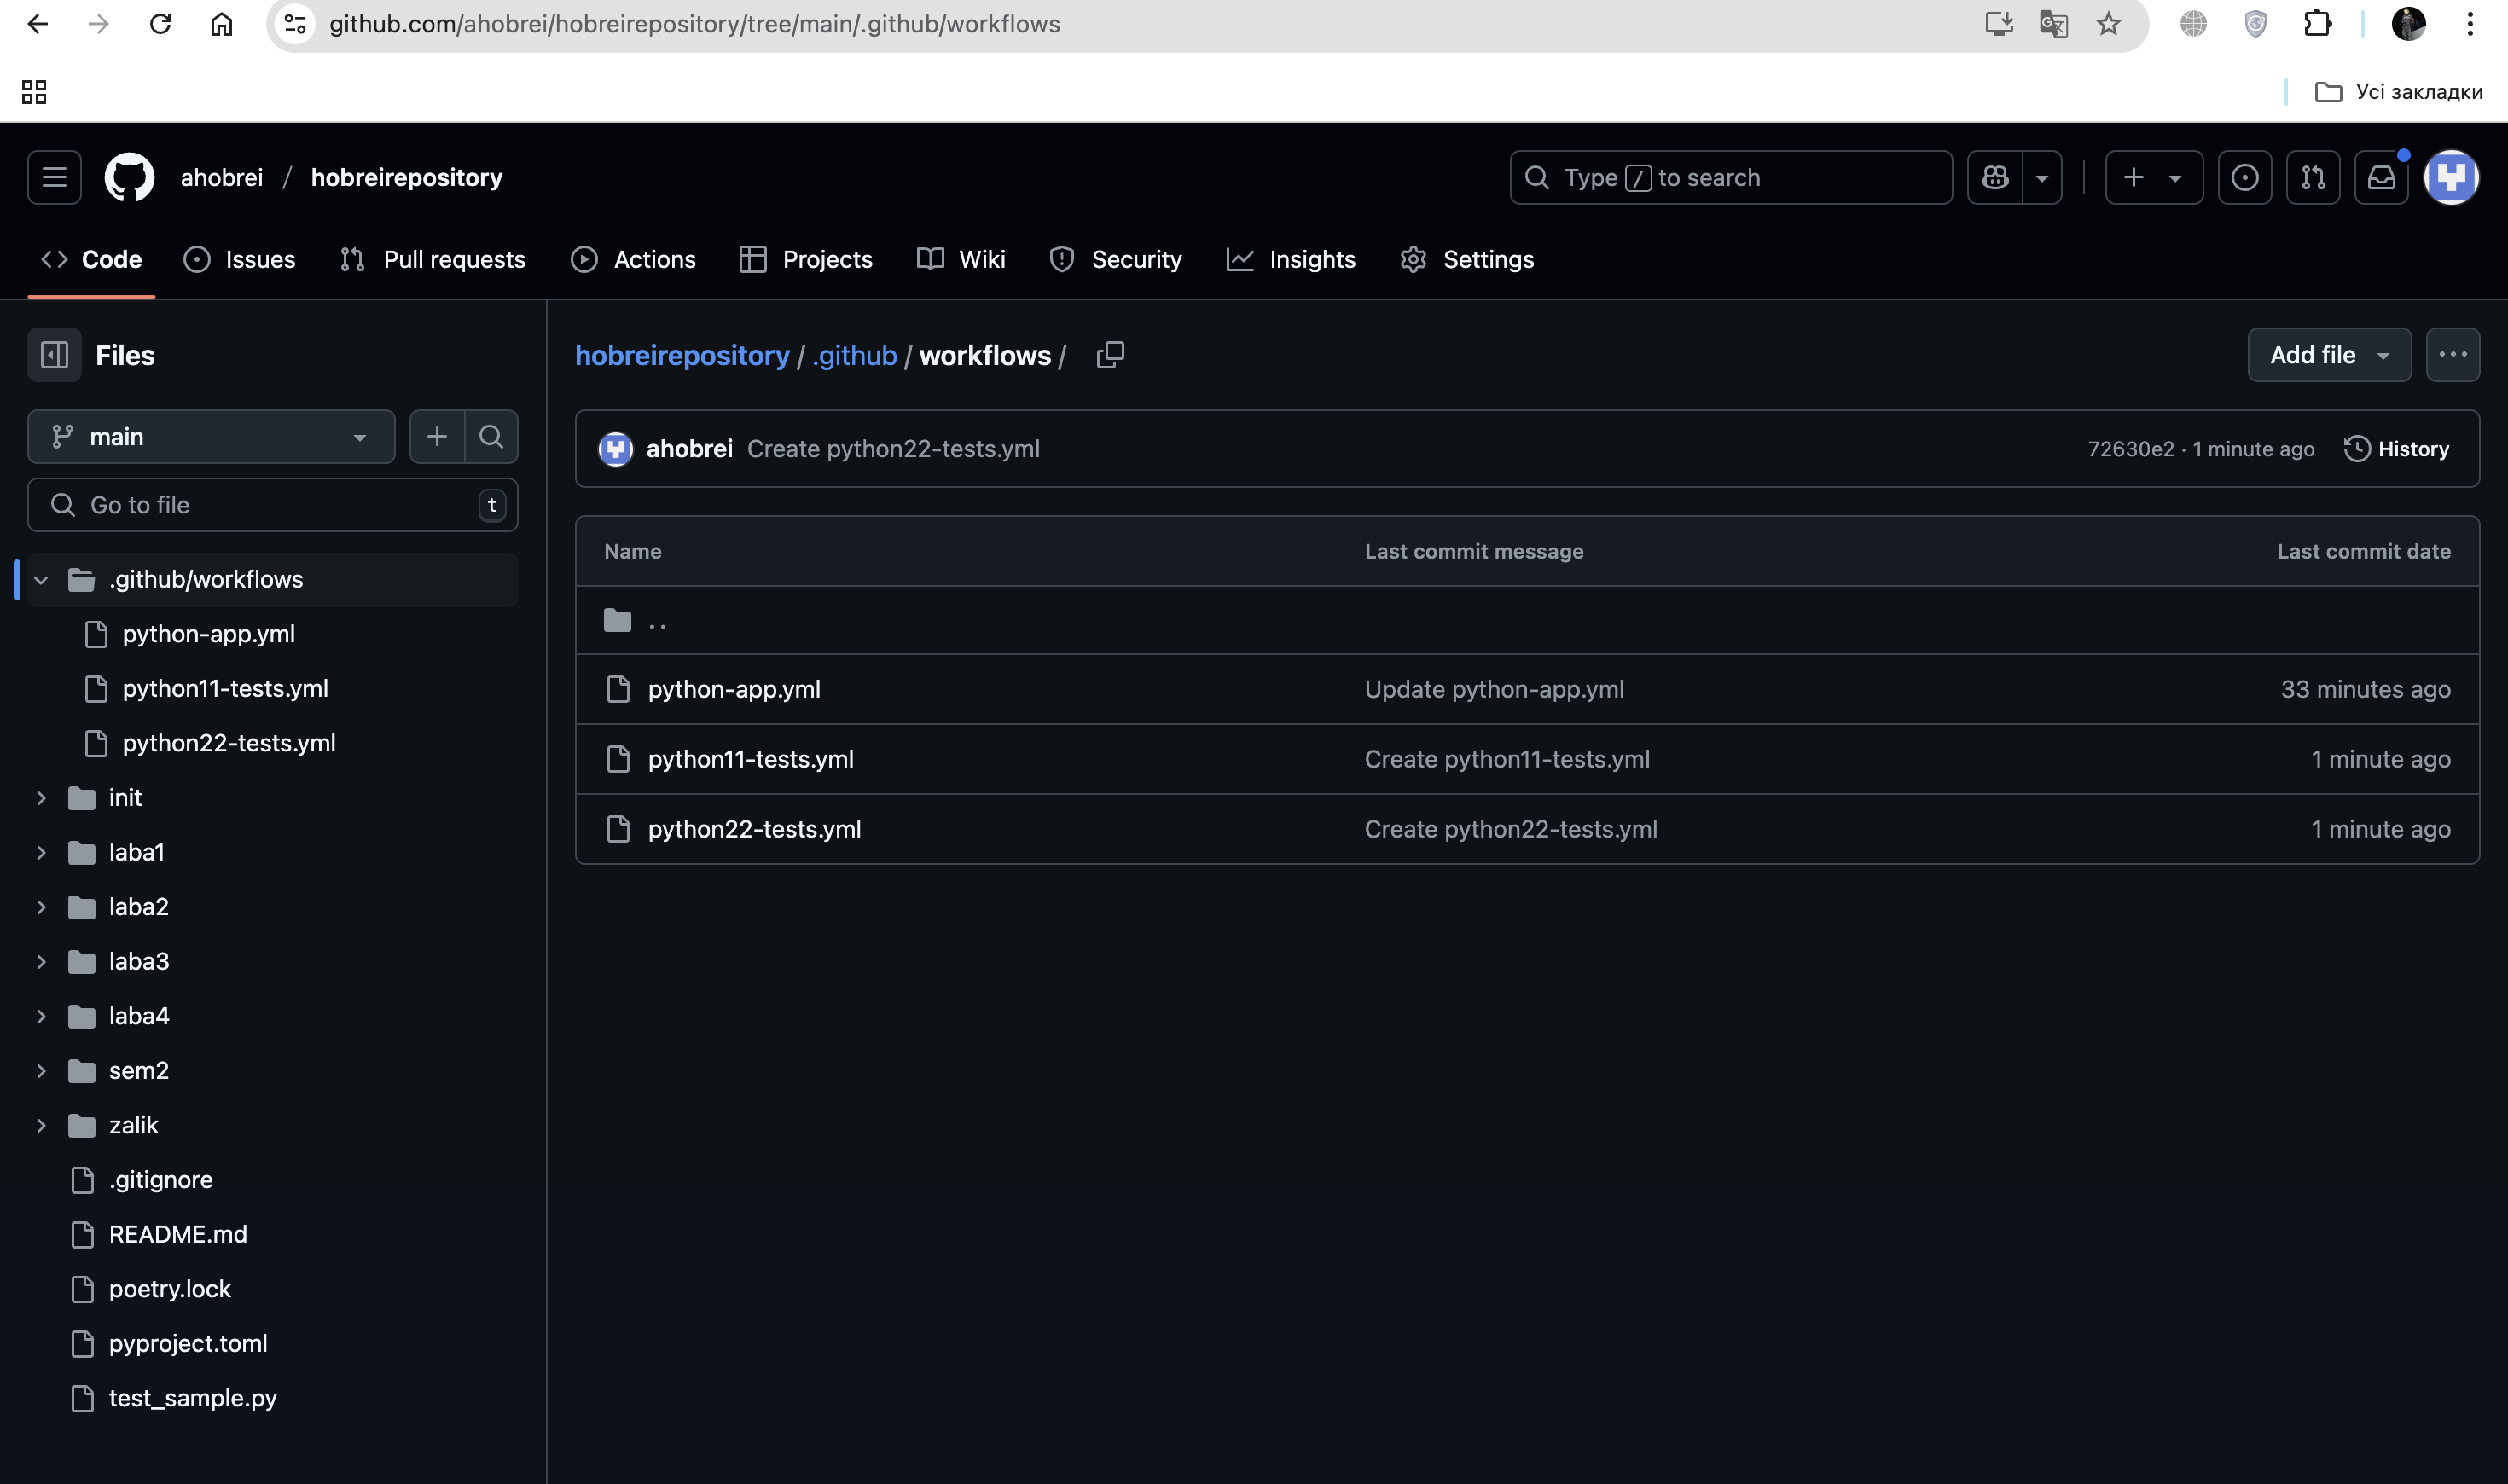 github.com/ahobrei/hobreirepository/tree/main/.github/workflows
Усі закладки
ahobrei / hobreirepository
Type / to search
Code Issues Pull requests Actions Projects Wiki Security Insights Settings
Files
main
Go to file t
.github/workflows
python-app.yml
python11-tests.yml
python22-tests.yml
init
laba1
laba2
laba3
laba4
sem2
zalik
.gitignore
README.md
poetry.lock
pyproject.toml
test_sample.py
hobreirepository / .github / workflows /
Add file
ahobrei Create python22-tests.yml 72630e2 · 1 minute ago History
Name Last commit message Last commit date
..
python-app.yml Update python-app.yml 33 minutes ago
python11-tests.yml Create python11-tests.yml 1 minute ago
python22-tests.yml Create python22-tests.yml 1 minute ago